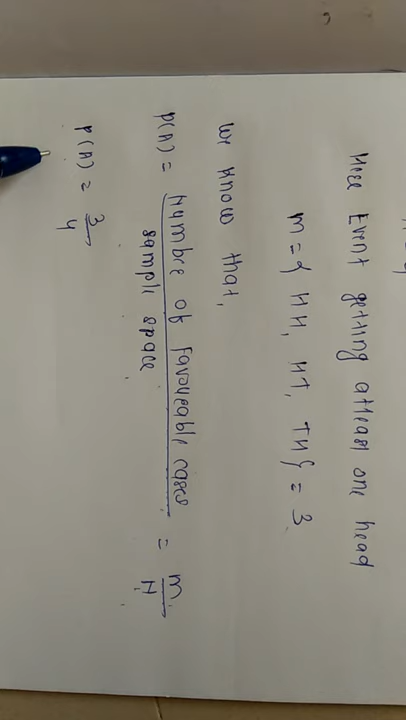 Here Event getting atleast one head
m = { HH, HT, TH } = 3
We know that,
P(A) = Number of favourable cases / sample space = m / N
P(A) = 3 / 4